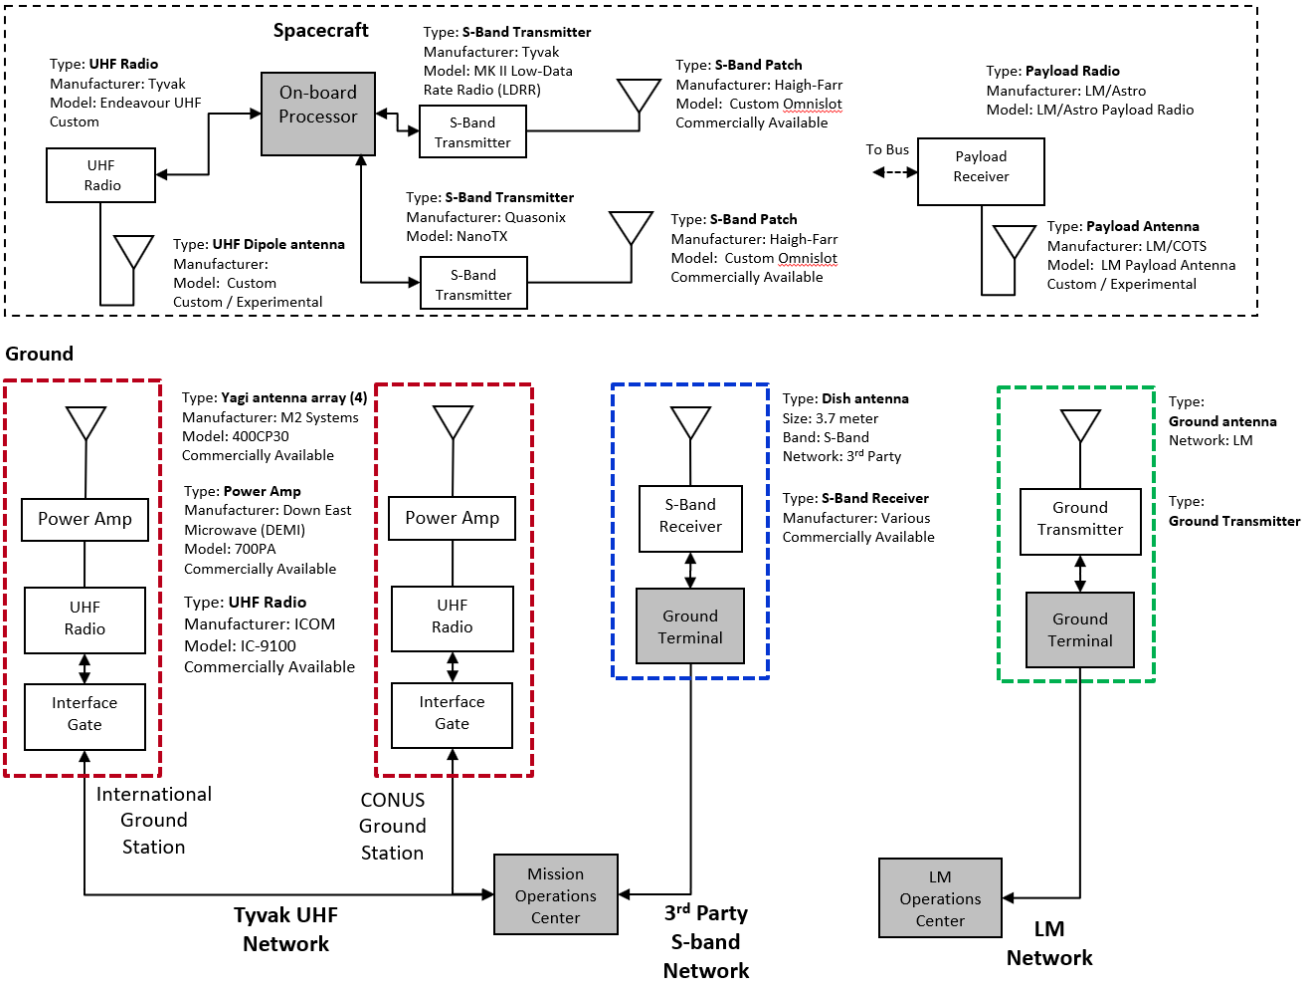 Spacecraft
Type: UHF Radio
Manufacturer: Tyvak
Model: Endeavour UHF
Custom
On-board
Processor
Type: S-Band Transmitter
Manufacturer: Tyvak
Model: MK II Low-Data
Rate Radio (LDRR)
S-Band
Transmitter
Type: S-Band Patch
Manufacturer: Haigh-Farr
Model: Custom Omnislot
Commercially Available
Type: Payload Radio
Manufacturer: LM/Astro
Model: LM/Astro Payload Radio
To Bus
Payload
Receiver
UHF
Radio
Type: UHF Dipole antenna
Manufacturer:
Model: Custom
Custom / Experimental
Type: S-Band Transmitter
Manufacturer: Quasonix
Model: NanoTX
S-Band
Transmitter
Type: S-Band Patch
Manufacturer: Haigh-Farr
Model: Custom Omnislot
Commercially Available
Type: Payload Antenna
Manufacturer: LM/COTS
Model: LM Payload Antenna
Custom / Experimental
Ground
Power Amp
UHF
Radio
Interface
Gate
International
Ground
Station
Type: Yagi antenna array (4)
Manufacturer: M2 Systems
Model: 400CP30
Commercially Available
Type: Power Amp
Manufacturer: Down East
Microwave (DEMI)
Model: 700PA
Commercially Available
Type: UHF Radio
Manufacturer: ICOM
Model: IC-9100
Commercially Available
Power Amp
UHF
Radio
Interface
Gate
CONUS
Ground
Station
S-Band
Receiver
Ground
Terminal
Type: Dish antenna
Size: 3.7 meter
Band: S-Band
Network: 3rd Party
Type: S-Band Receiver
Manufacturer: Various
Commercially Available
Ground
Transmitter
Ground
Terminal
Type:
Ground antenna
Network: LM
Type:
Ground Transmitter
Mission
Operations
Center
LM
Operations
Center
Tyvak UHF
Network
3rd Party
S-band
Network
LM
Network